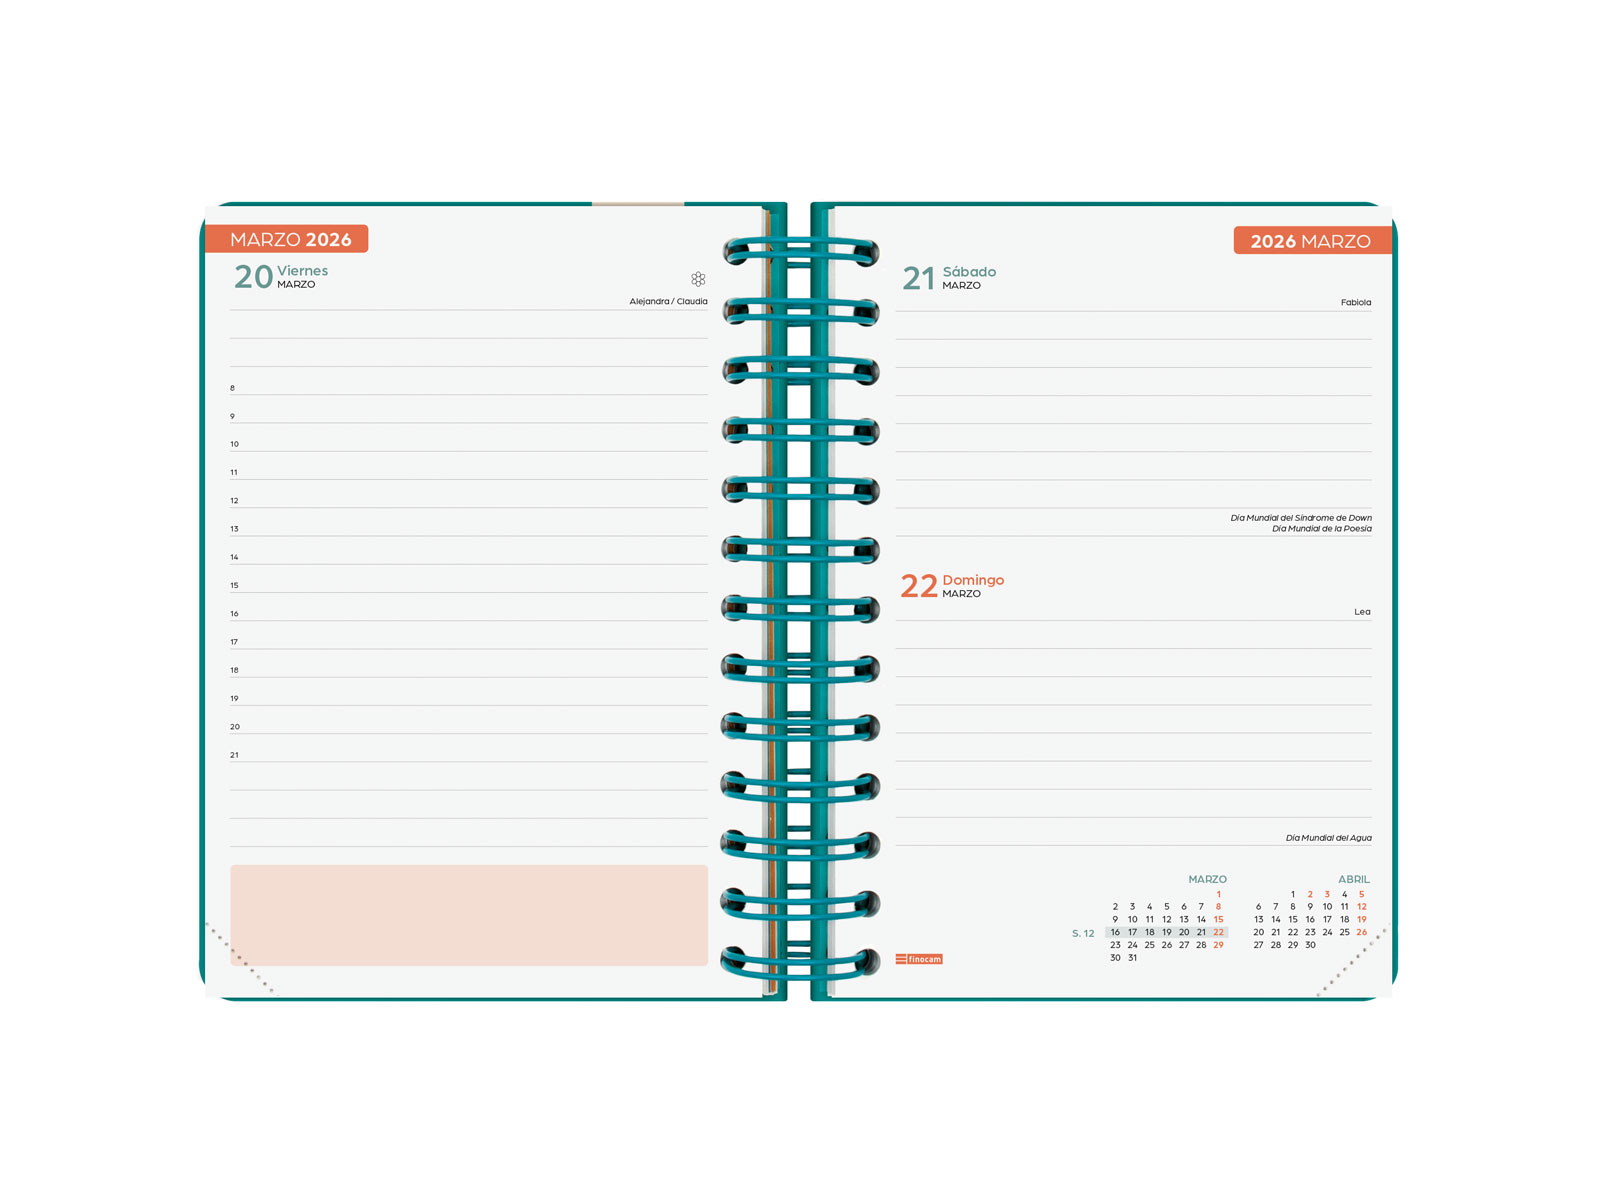 MARZO 2026
20 Viernes
MARZO
Alejandra / Claudia
8
9
10
11
12
13
14
15
16
17
18
19
20
21
2026 MARZO
21 Sábado
MARZO
Fabiola
Día Mundial del Síndrome de Down
Día Mundial de la Poesía
22 Domingo
MARZO
Lea
Día Mundial del Agua
MARZO
1
2 3 4 5 6 7 8
9 10 11 12 13 14 15
S. 12 16 17 18 19 20 21 22
23 24 25 26 27 28 29
30 31
ABRIL
1 2 3 4 5
6 7 8 9 10 11 12
13 14 15 16 17 18 19
20 21 22 23 24 25 26
27 28 29 30
finocam